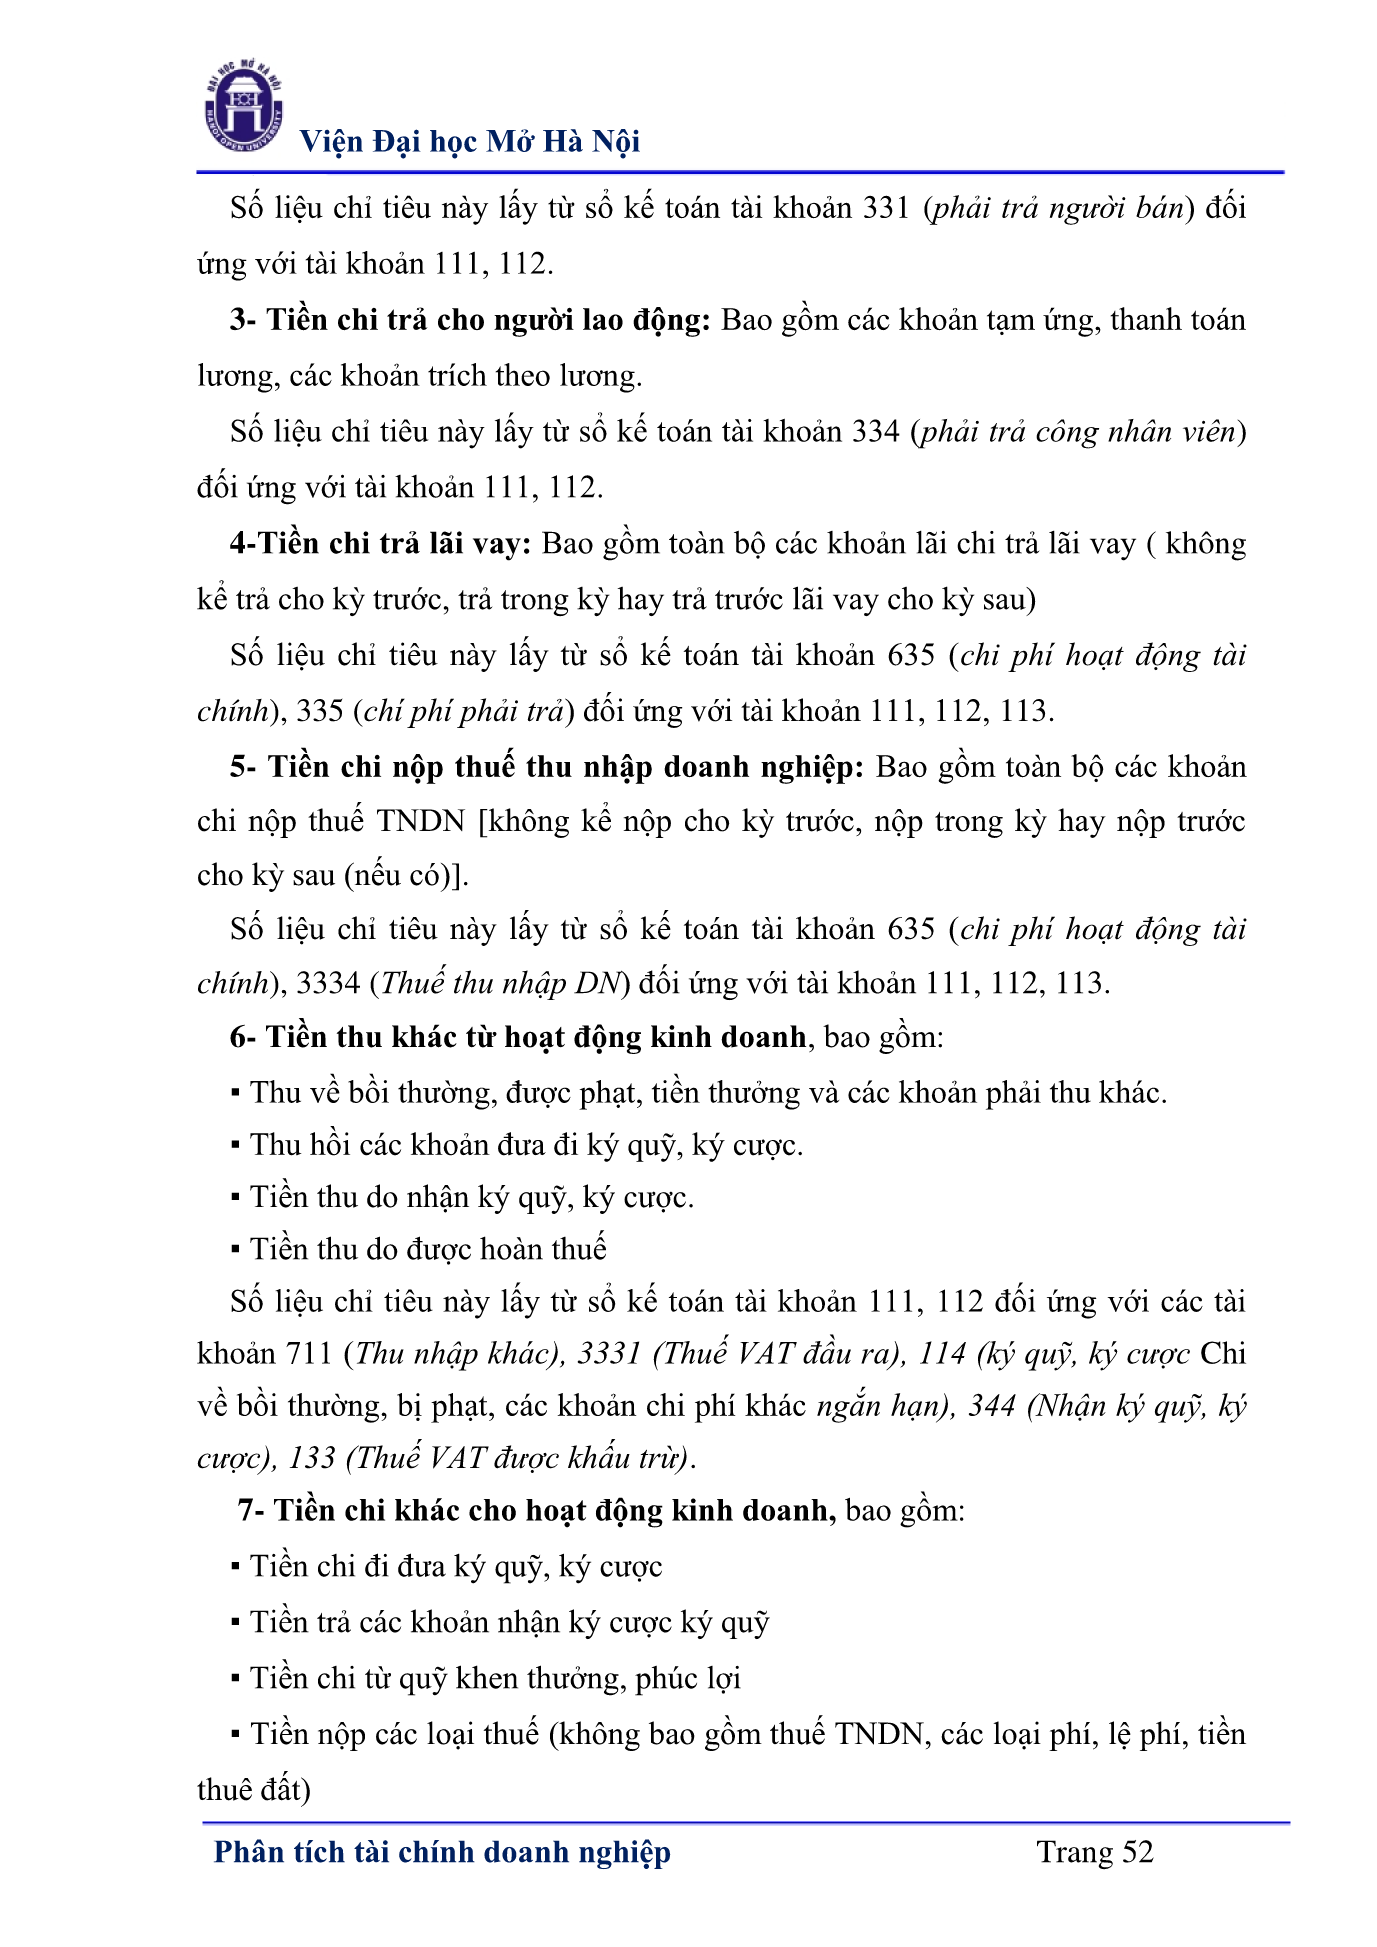 ĐẠI HỌC MỞ HÀ NỘI
HANOI OPEN UNIVERSITY
Viện Đại học Mở Hà Nội
Số liệu chỉ tiêu này lấy từ sổ kế toán tài khoản 331 (phải trả người bán) đối
ứng với tài khoản 111, 112.
3- Tiền chi trả cho người lao động: Bao gồm các khoản tạm ứng, thanh toán
lương, các khoản trích theo lương.
Số liệu chỉ tiêu này lấy từ sổ kế toán tài khoản 334 (phải trả công nhân viên)
đối ứng với tài khoản 111, 112.
4-Tiền chi trả lãi vay: Bao gồm toàn bộ các khoản lãi chi trả lãi vay ( không
kể trả cho kỳ trước, trả trong kỳ hay trả trước lãi vay cho kỳ sau)
Số liệu chỉ tiêu này lấy từ sổ kế toán tài khoản 635 (chi phí hoạt động tài
chính), 335 (chí phí phải trả) đối ứng với tài khoản 111, 112, 113.
5- Tiền chi nộp thuế thu nhập doanh nghiệp: Bao gồm toàn bộ các khoản
chi nộp thuế TNDN [không kể nộp cho kỳ trước, nộp trong kỳ hay nộp trước
cho kỳ sau (nếu có)].
Số liệu chỉ tiêu này lấy từ sổ kế toán tài khoản 635 (chi phí hoạt động tài
chính), 3334 (Thuế thu nhập DN) đối ứng với tài khoản 111, 112, 113.
6- Tiền thu khác từ hoạt động kinh doanh, bao gồm:
▪ Thu về bồi thường, được phạt, tiền thưởng và các khoản phải thu khác.
▪ Thu hồi các khoản đưa đi ký quỹ, ký cược.
▪ Tiền thu do nhận ký quỹ, ký cược.
▪ Tiền thu do được hoàn thuế
Số liệu chỉ tiêu này lấy từ sổ kế toán tài khoản 111, 112 đối ứng với các tài
khoản 711 (Thu nhập khác), 3331 (Thuế VAT đầu ra), 114 (ký quỹ, ký cược Chi
về bồi thường, bị phạt, các khoản chi phí khác ngắn hạn), 344 (Nhận ký quỹ, ký
cược), 133 (Thuế VAT được khấu trừ).
7- Tiền chi khác cho hoạt động kinh doanh, bao gồm:
▪ Tiền chi đi đưa ký quỹ, ký cược
▪ Tiền trả các khoản nhận ký cược ký quỹ
▪ Tiền chi từ quỹ khen thưởng, phúc lợi
▪ Tiền nộp các loại thuế (không bao gồm thuế TNDN, các loại phí, lệ phí, tiền
thuê đất)
Phân tích tài chính doanh nghiệp Trang 52